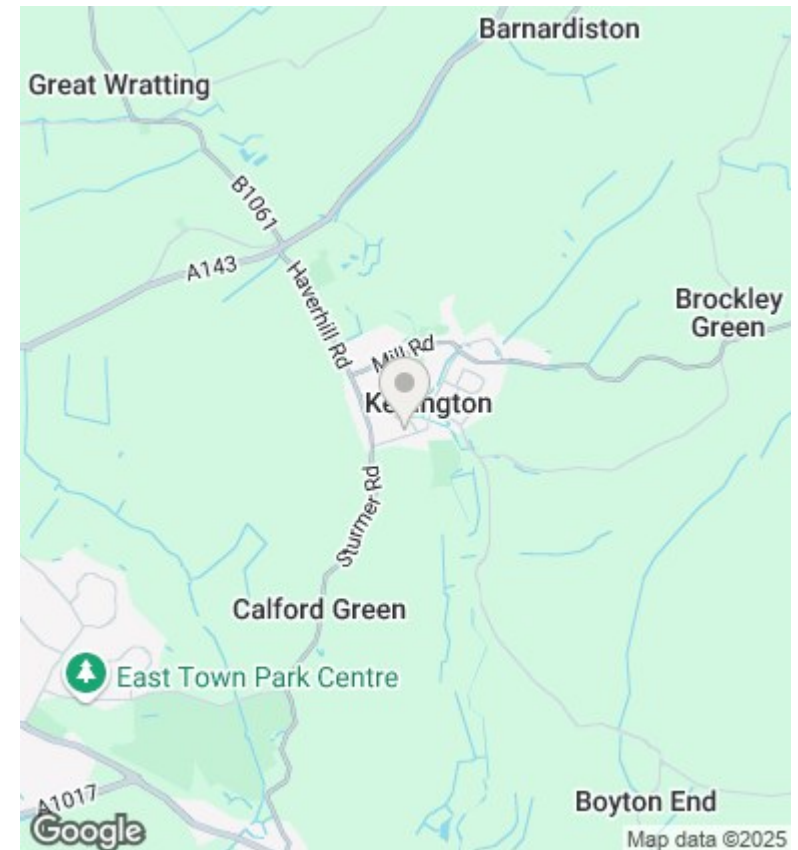 Barnardiston
Great Wratting
B1061
A143
Haverhill Rd
Brockley
Green
Mill Rd
Sturmer Rd
Calford Green
East Town Park Centre
A1017
Boyton End
Google
Map data ©2025